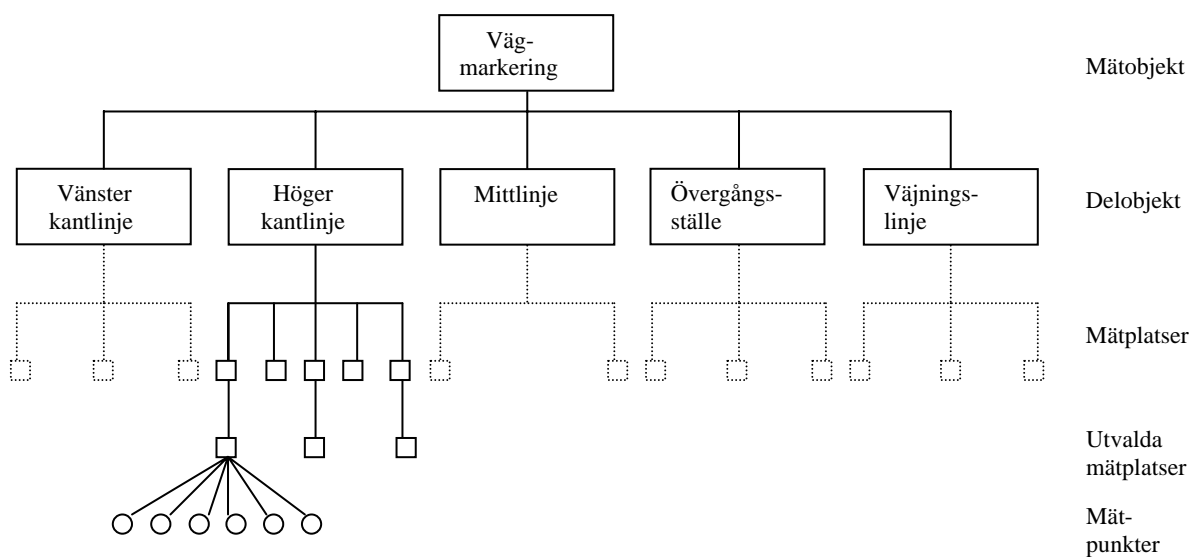 Väg-
markering
Mätobjekt
Vänster
kantlinje
Höger
kantlinje
Mittlinje
Övergångs-
ställe
Väjnings-
linje
Delobjekt
Mätplatser
Utvalda
mätplatser
Mät-
punkter